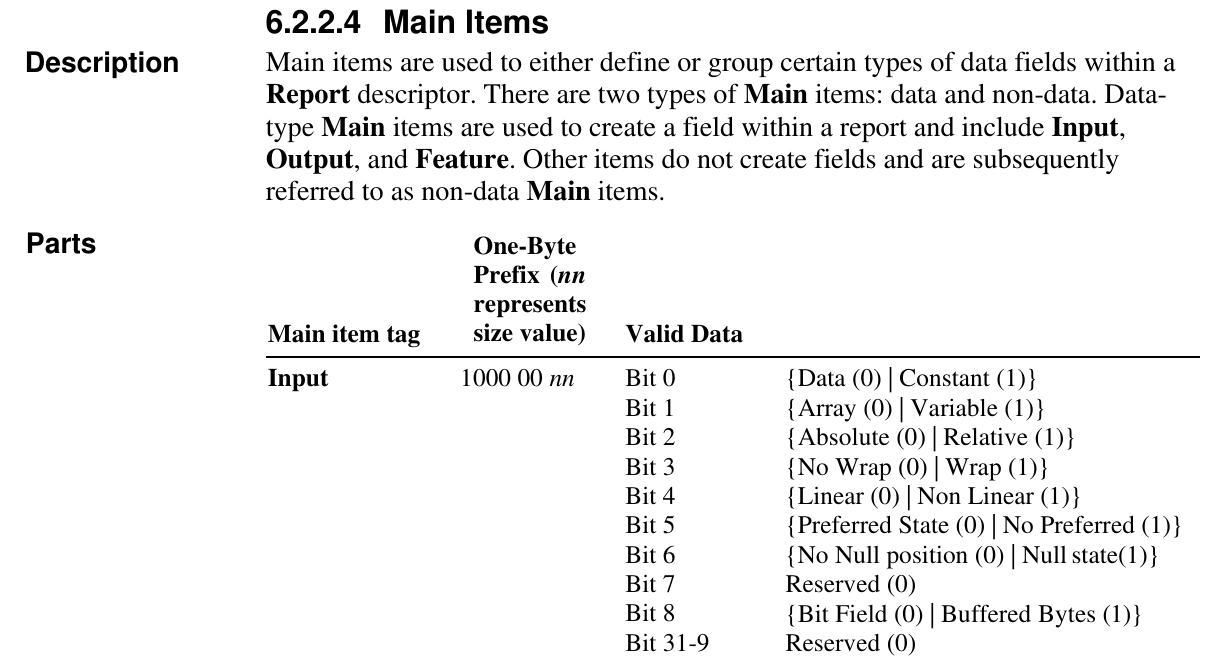 6.2.2.4 Main Items
Description
Main items are used to either define or group certain types of data fields within a
Report descriptor. There are two types of Main items: data and non-data. Data-
type Main items are used to create a field within a report and include Input,
Output, and Feature. Other items do not create fields and are subsequently
referred to as non-data Main items.
Parts
Main item tag
One-Byte
Prefix (nn
represents
size value)
Valid Data
Input 1000 00 nn Bit 0 {Data (0) | Constant (1)}
Bit 1 {Array (0) | Variable (1)}
Bit 2 {Absolute (0) | Relative (1)}
Bit 3 {No Wrap (0) | Wrap (1)}
Bit 4 {Linear (0) | Non Linear (1)}
Bit 5 {Preferred State (0) | No Preferred (1)}
Bit 6 {No Null position (0) | Null state(1)}
Bit 7 Reserved (0)
Bit 8 {Bit Field (0) | Buffered Bytes (1)}
Bit 31-9 Reserved (0)